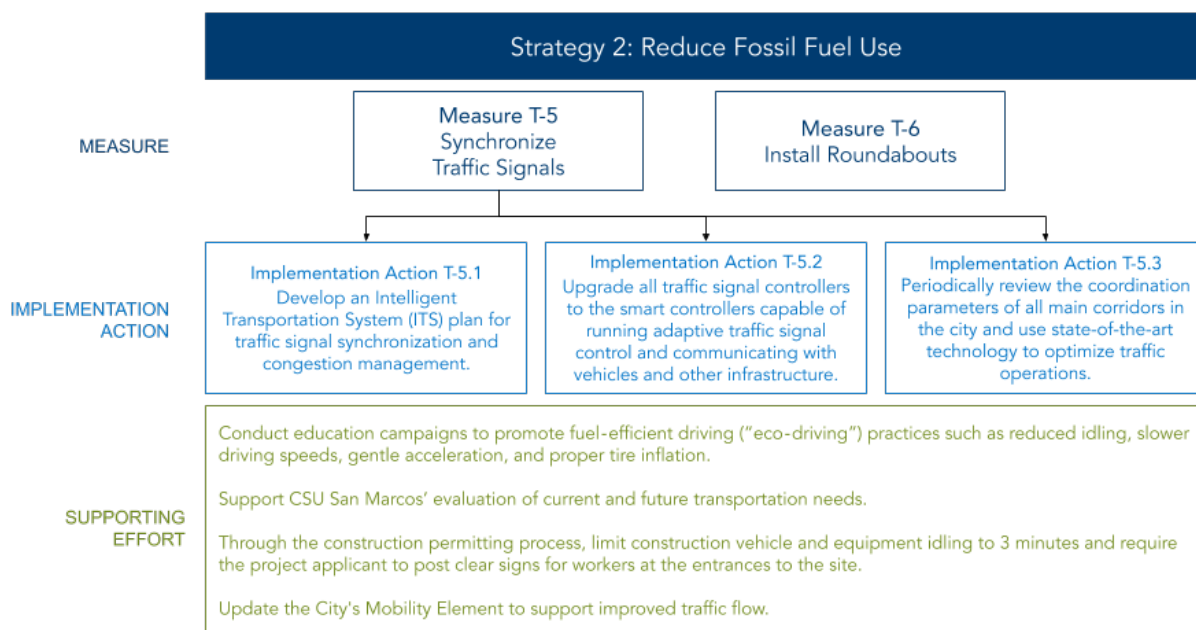 Strategy 2: Reduce Fossil Fuel Use
MEASURE
Measure T-5
Synchronize
Traffic Signals
Measure T-6
Install Roundabouts
IMPLEMENTATION
ACTION
Implementation Action T-5.1
Develop an Intelligent
Transportation System (ITS) plan for
traffic signal synchronization and
congestion management.
Implementation Action T-5.2
Upgrade all traffic signal controllers
to the smart controllers capable of
running adaptive traffic signal
control and communicating with
vehicles and other infrastructure.
Implementation Action T-5.3
Periodically review the coordination
parameters of all main corridors in
the city and use state-of-the-art
technology to optimize traffic
operations.
SUPPORTING
EFFORT
Conduct education campaigns to promote fuel-efficient driving (“eco-driving”) practices such as reduced idling, slower
driving speeds, gentle acceleration, and proper tire inflation.
Support CSU San Marcos’ evaluation of current and future transportation needs.
Through the construction permitting process, limit construction vehicle and equipment idling to 3 minutes and require
the project applicant to post clear signs for workers at the entrances to the site.
Update the City's Mobility Element to support improved traffic flow.